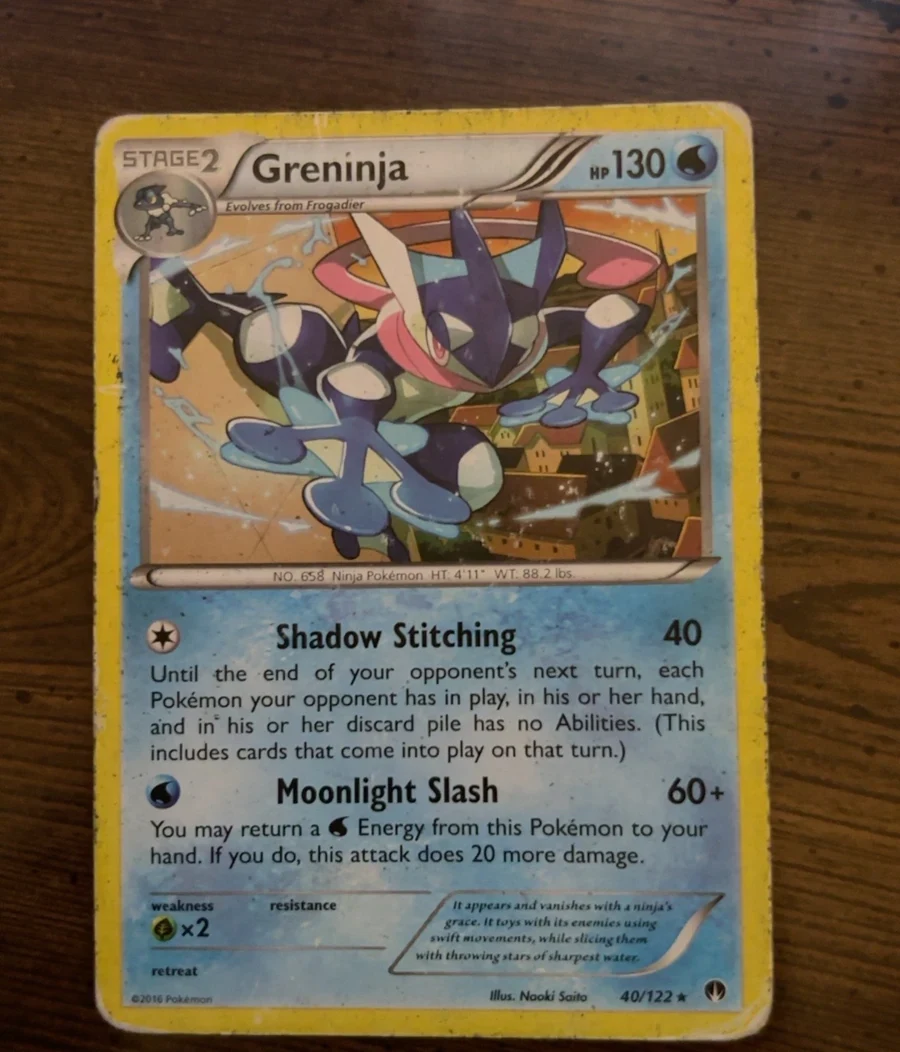 STAGE2 Greninja HP130
Evolves from Frogadier
NO. 658 Ninja Pokémon HT. 4'11" WT. 88.2 lbs.
Shadow Stitching 40
Until the end of your opponent's next turn, each
Pokémon your opponent has in play, in his or her hand,
and in his or her discard pile has no Abilities. (This
includes cards that come into play on that turn.)
Moonlight Slash 60+
You may return a Energy from this Pokémon to your
hand. If you do, this attack does 20 more damage.
weakness resistance
×2
retreat
It appears and vanishes with a ninja's
grace. It toys with its enemies using
swift movements, while slicing them
with throwing stars of sharpest water.
©2016 Pokémon Illus. Naoki Saito 40/122 ★